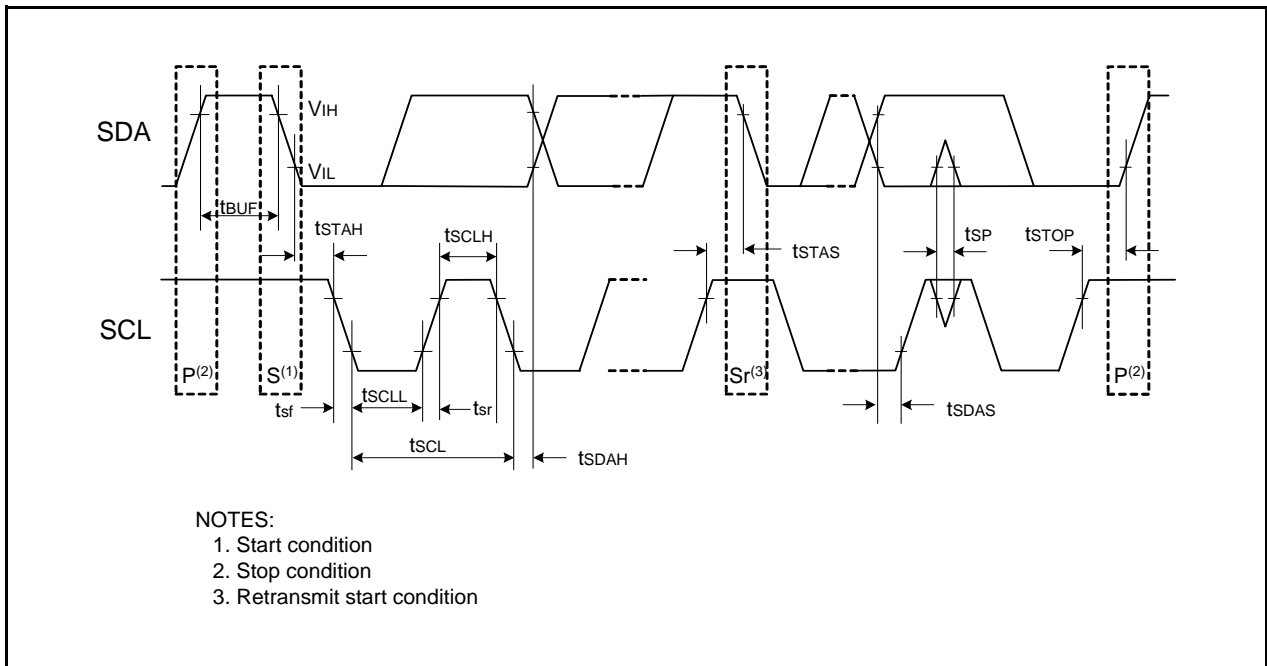 SDA
VIH
VIL
tBUF
tSTAH
tSCLH
tSTAS
tSP
tSTOP
SCL
P(2)
S(1)
Sr(3)
P(2)
tsf
tSCLL
tsr
tSDAS
tSCL
tSDAH
NOTES:
1. Start condition
2. Stop condition
3. Retransmit start condition